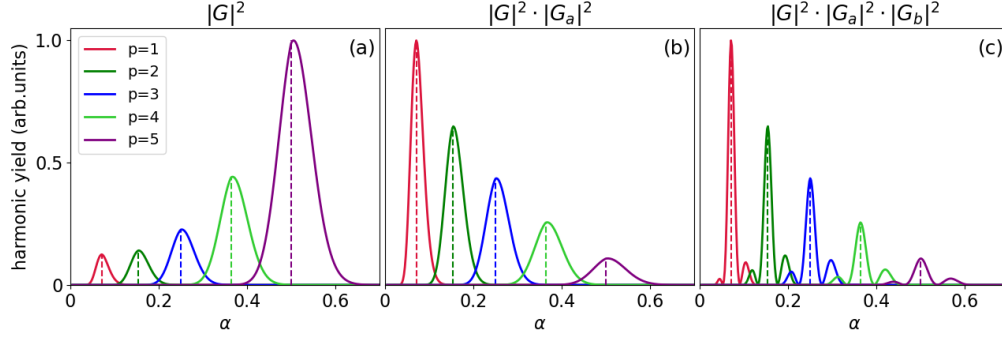 |G|²
|G|² · |Gₐ|²
|G|² · |Gₐ|² · |G_b|²
harmonic yield (arb.units)
1.0
0.5
0
(a)
p=1
p=2
p=3
p=4
p=5
(b)
(c)
0 0.2 0.4 0.6
0 0.2 0.4 0.6
0 0.2 0.4 0.6
α
α
α